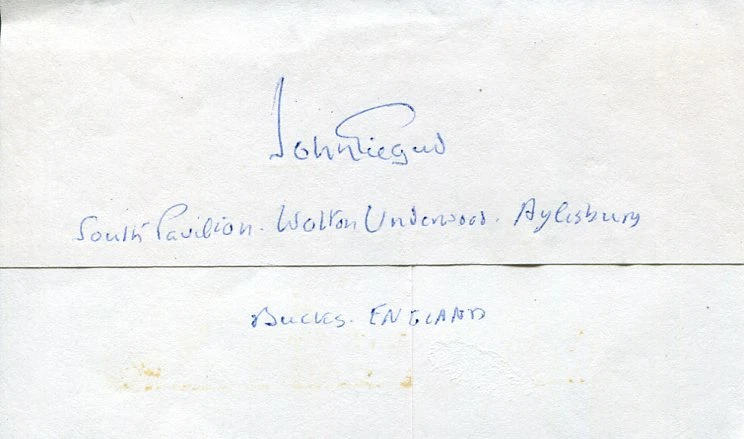 John Gielgud
South Pavilion. Wotton Underwood. Aylesbury
Bucks. ENGLAND